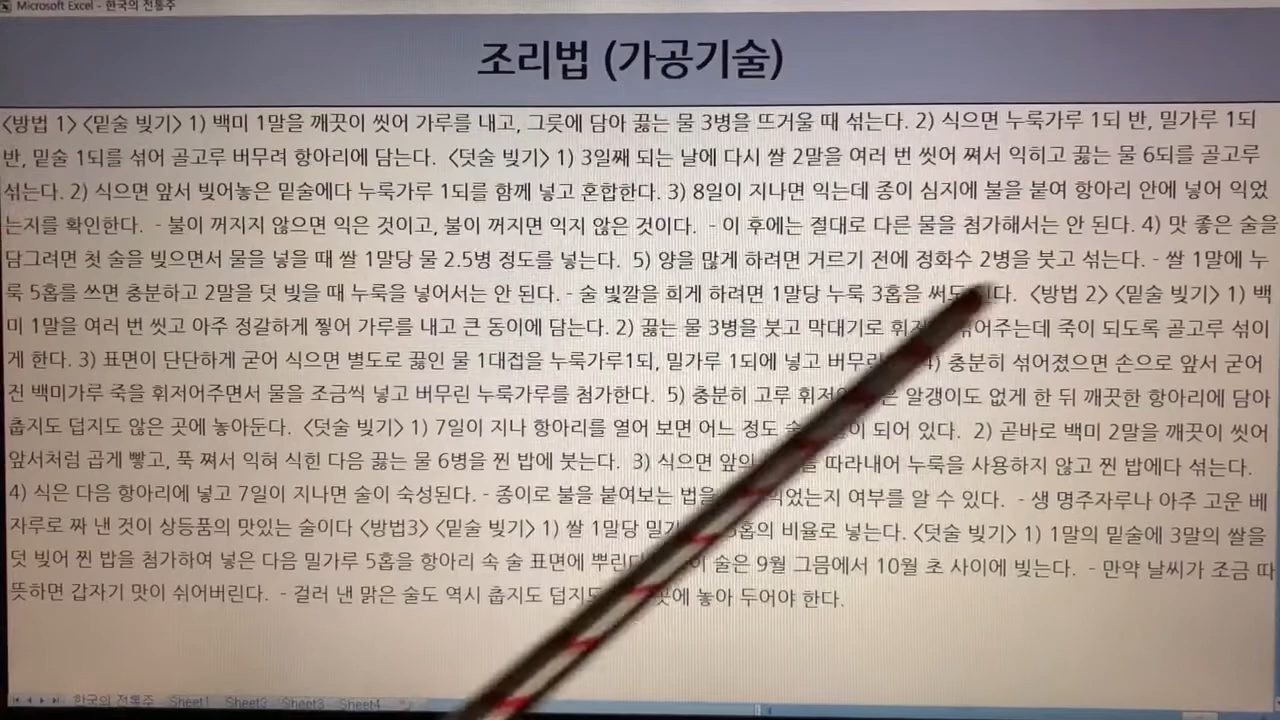 Microsoft Excel - 한국의 전통주
조리법 (가공기술)
<방법 1> <밑술 빚기> 1) 백미 1말을 깨끗이 씻어 가루를 내고, 그릇에 담아 끓는 물 3병을 뜨거울 때 섞는다. 2) 식으면 누룩가루 1되 반, 밀가루 1되
반, 밑술 1되를 섞어 골고루 버무려 항아리에 담는다. <덧술 빚기> 1) 3일째 되는 날에 다시 쌀 2말을 여러 번 씻어 쪄서 익히고 끓는 물 6되를 골고루
섞는다. 2) 식으면 앞서 빚어놓은 밑술에다 누룩가루 1되를 함께 넣고 혼합한다. 3) 8일이 지나면 익는데 종이 심지에 불을 붙여 항아리 안에 넣어 익었
는지를 확인한다. - 불이 꺼지지 않으면 익은 것이고, 불이 꺼지면 익지 않은 것이다. - 이 후에는 절대로 다른 물을 첨가해서는 안 된다. 4) 맛 좋은 술을
담그려면 첫 술을 빚으면서 물을 넣을 때 쌀 1말당 물 2.5병 정도를 넣는다. 5) 양을 많게 하려면 거르기 전에 정화수 2병을 붓고 섞는다. - 쌀 1말에 누
룩 5홉를 쓰면 충분하고 2말을 덧 빚을 때 누룩을 넣어서는 안 된다. - 술 빛깔을 희게 하려면 1말당 누룩 3홉을 써도 <방법 2> <밑술 빚기> 1) 백
미 1말을 여러 번 씻고 아주 정갈하게 찧어 가루를 내고 큰 동이에 담는다. 2) 끓는 물 3병을 붓고 막대기로 죽이 되도록 골고루 섞이
게 한다. 3) 표면이 단단하게 굳어 식으면 별도로 끓인 물 1대접을 누룩가루1되, 밀가루 1되에 넣고 4) 충분히 섞어졌으면 손으로 앞서 굳어
진 백미가루 죽을 휘저어주면서 물을 조금씩 넣고 버무린 누룩가루를 첨가한다. 5) 충분히 고루 알갱이도 없게 한 뒤 깨끗한 항아리에 담아
춥지도 덥지도 않은 곳에 놓아둔다. <덧술 빚기> 1) 7일이 지나 항아리를 열어 보면 어느 정도 되어 있다. 2) 곧바로 백미 2말을 깨끗이 씻어
앞서처럼 곱게 빻고, 푹 쪄서 익혀 식힌 다음 끓는 물 6병을 찐 밥에 붓는다. 3) 식으면 앞의 따라내어 누룩을 사용하지 않고 찐 밥에다 섞는다.
4) 식은 다음 항아리에 넣고 7일이 지나면 술이 숙성된다. - 종이로 불을 붙여보는 법을 익었는지 여부를 알 수 있다. - 생 명주자루나 아주 고운 베
자루로 짜 낸 것이 상등품의 맛있는 술이다 <방법3> <밑술 빚기> 1) 쌀 1말당 5홉의 비율로 넣는다. <덧술 빚기> 1) 1말의 밑술에 3말의 쌀을
덧 빚어 찐 밥을 첨가하여 넣은 다음 밀가루 5홉을 항아리 속 술 표면에 술은 9월 그믐에서 10월 초 사이에 빚는다. - 만약 날씨가 조금 따
뜻하면 갑자기 맛이 쉬어버린다. - 걸러 낸 맑은 술도 역시 춥지도 곳에 놓아 두어야 한다.
한국의 전통주 Sheet1 Sheet2 Sheet3 Sheet4